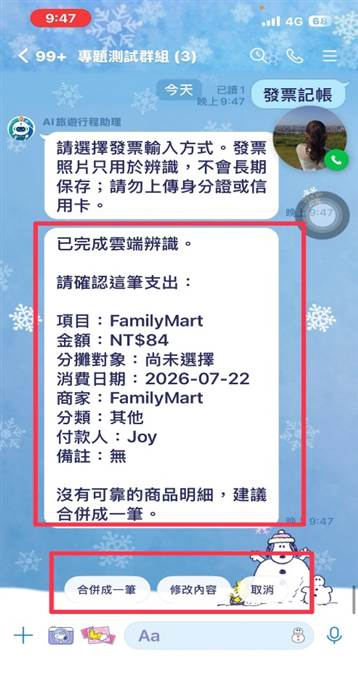 9:47
4G 68
99+ 專題測試群組 (3)
今天
已讀 1
晚上 9:47
發票記帳
AI旅遊行程助理
請選擇發票輸入方式。發票
照片只用於辨識，不會長期
保存；請勿上傳身分證或信
用卡。
晚上 9:47
已完成雲端辨識。
請確認這筆支出：
項目：FamilyMart
金額：NT$84
分攤對象：尚未選擇
消費日期：2026-07-22
商家：FamilyMart
分類：其他
付款人：Joy
備註：無
沒有可靠的商品明細，建議
合併成一筆。
晚上 9:47
合併成一筆
修改內容
取消
Aa